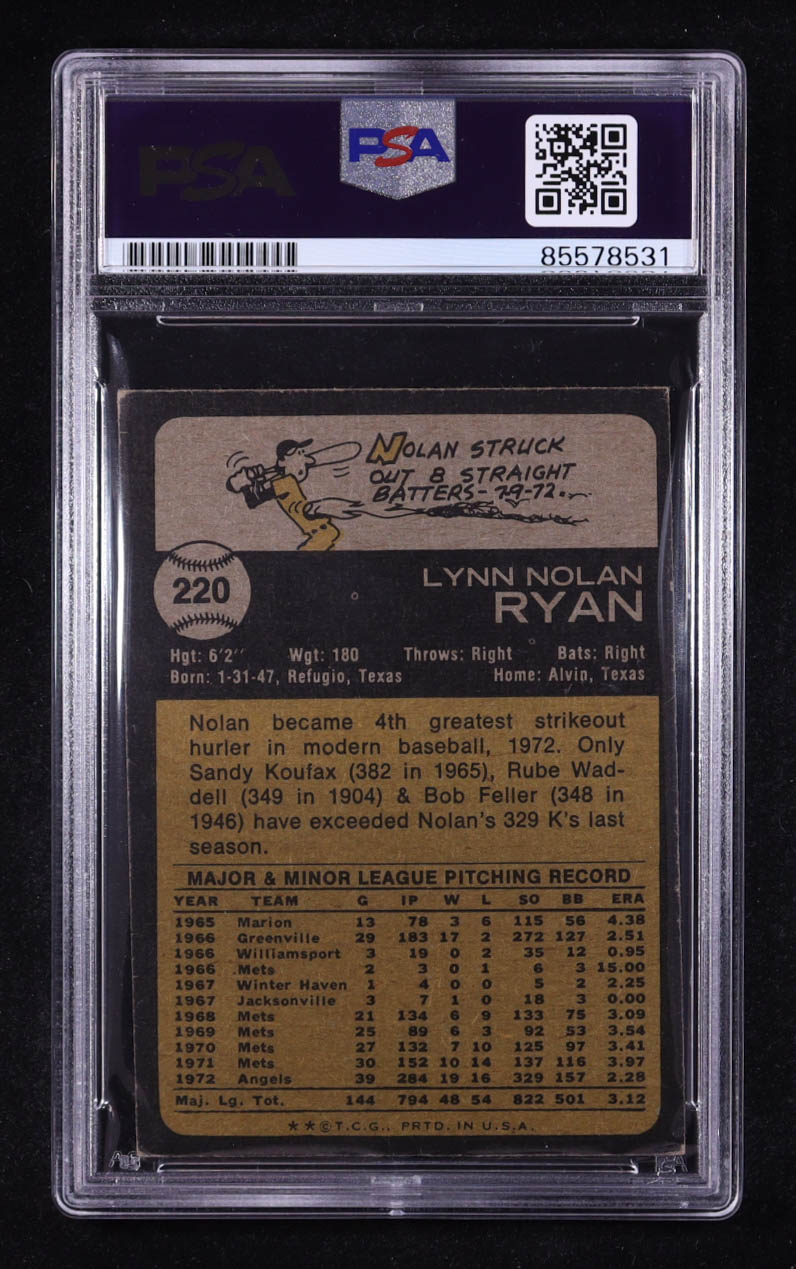 PSA
PSA
85578531
NOLAN STRUCK
OUT 8 STRAIGHT
BATTERS-7-9-72.
220
LYNN NOLAN
RYAN
Hgt: 6'2'' Wgt: 180 Throws: Right Bats: Right
Born: 1-31-47, Refugio, Texas Home: Alvin, Texas
Nolan became 4th greatest strikeout
hurler in modern baseball, 1972. Only
Sandy Koufax (382 in 1965), Rube Wad-
dell (349 in 1904) & Bob Feller (348 in
1946) have exceeded Nolan's 329 K's last
season.
MAJOR & MINOR LEAGUE PITCHING RECORD
YEAR TEAM G IP W L SO BB ERA
1965 Marion 13 78 3 6 115 56 4.38
1966 Greenville 29 183 17 2 272 127 2.51
1966 Williamsport 3 19 0 2 35 12 0.95
1966 Mets 2 3 0 1 6 3 15.00
1967 Winter Haven 1 4 0 0 5 2 2.25
1967 Jacksonville 3 7 1 0 18 3 0.00
1968 Mets 21 134 6 9 133 75 3.09
1969 Mets 25 89 6 3 92 53 3.54
1970 Mets 27 132 7 10 125 97 3.41
1971 Mets 30 152 10 14 137 116 3.97
1972 Angels 39 284 19 16 329 157 2.28
Maj. Lg. Tot. 144 794 48 54 822 501 3.12
★★©T.C.G., PRTD. IN U.S.A.